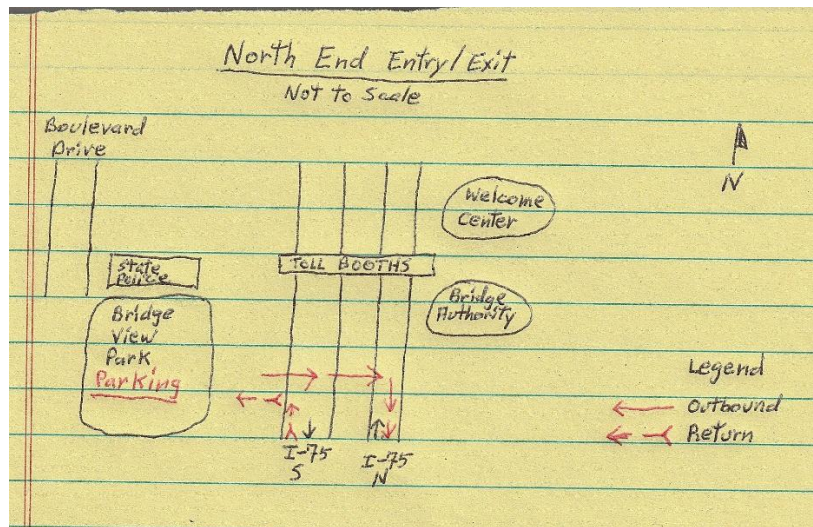 North End Entry/Exit
Not to Scale
Boulevard
Drive
N
Welcome
Center
State
Police
TOLL BOOTHS
Bridge
Authority
Bridge
View
Park
Parking
Legend
Outbound
Return
I-75
S
I-75
N